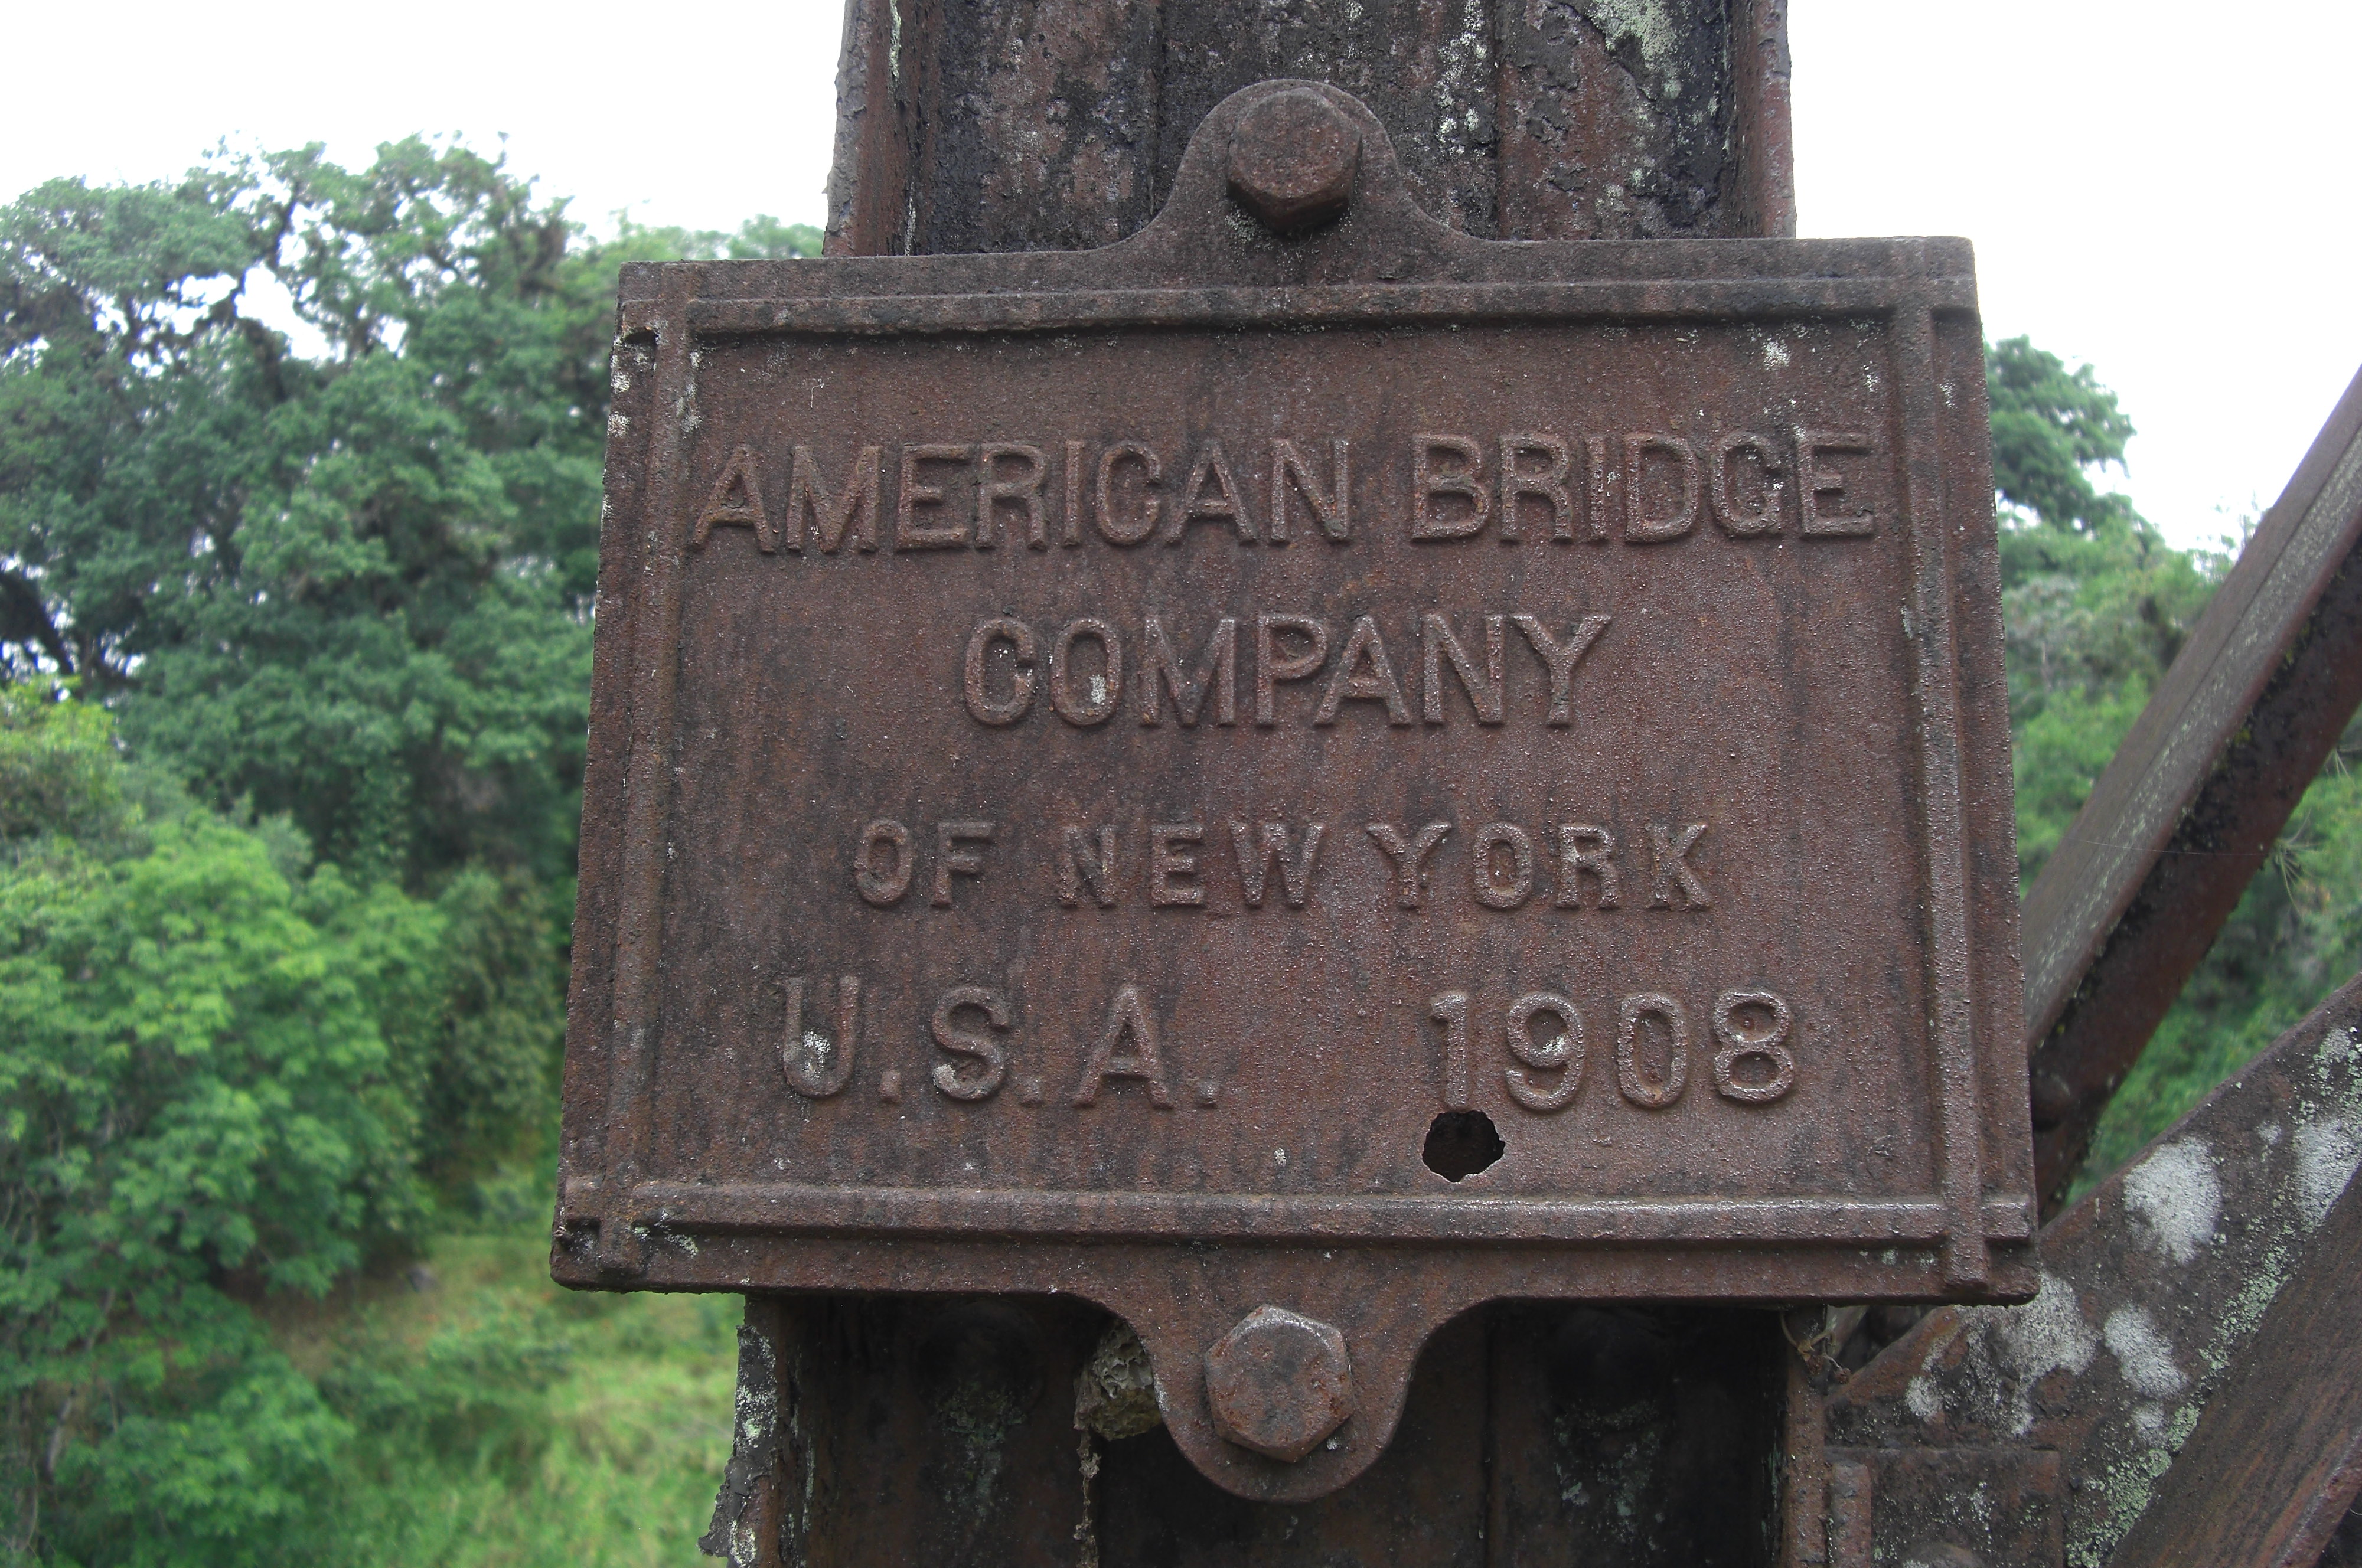 AMERICAN BRIDGE
COMPANY
OF NEW YORK
U.S.A. 1908